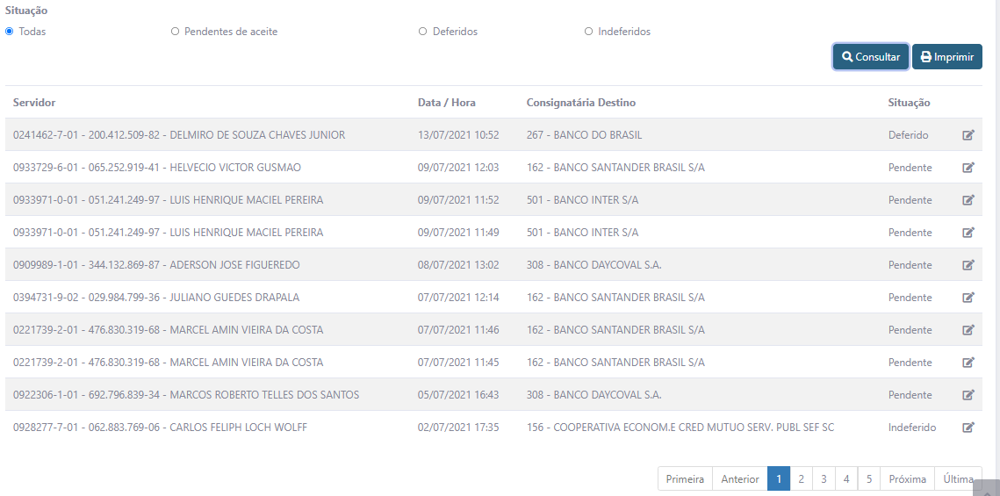 Situação
Todas Pendentes de aceite Deferidos Indeferidos
Consultar Imprimir
Servidor Data / Hora Consignatária Destino Situação
0241462-7-01 - 200.412.509-82 - DELMIRO DE SOUZA CHAVES JUNIOR 13/07/2021 10:52 267 - BANCO DO BRASIL Deferido
0933729-6-01 - 065.252.919-41 - HELVECIO VICTOR GUSMAO 09/07/2021 12:03 162 - BANCO SANTANDER BRASIL S/A Pendente
0933971-0-01 - 051.241.249-97 - LUIS HENRIQUE MACIEL PEREIRA 09/07/2021 11:52 501 - BANCO INTER S/A Pendente
0933971-0-01 - 051.241.249-97 - LUIS HENRIQUE MACIEL PEREIRA 09/07/2021 11:49 501 - BANCO INTER S/A Pendente
0909989-1-01 - 344.132.869-87 - ADERSON JOSE FIGUEREDO 08/07/2021 13:02 308 - BANCO DAYCOVAL S.A. Pendente
0394731-9-02 - 029.984.799-36 - JULIANO GUEDES DRAPALA 07/07/2021 12:14 162 - BANCO SANTANDER BRASIL S/A Pendente
0221739-2-01 - 476.830.319-68 - MARCEL AMIN VIEIRA DA COSTA 07/07/2021 11:46 162 - BANCO SANTANDER BRASIL S/A Pendente
0221739-2-01 - 476.830.319-68 - MARCEL AMIN VIEIRA DA COSTA 07/07/2021 11:45 162 - BANCO SANTANDER BRASIL S/A Pendente
0922306-1-01 - 692.796.839-34 - MARCOS ROBERTO TELLES DOS SANTOS 05/07/2021 16:43 308 - BANCO DAYCOVAL S.A. Pendente
0928277-7-01 - 062.883.769-06 - CARLOS FELIPH LOCH WOLFF 02/07/2021 17:35 156 - COOPERATIVA ECONOM.E CRED MUTUO SERV. PUBL SEF SC Indeferido
Primeira Anterior 1 2 3 4 5 Próxima Última